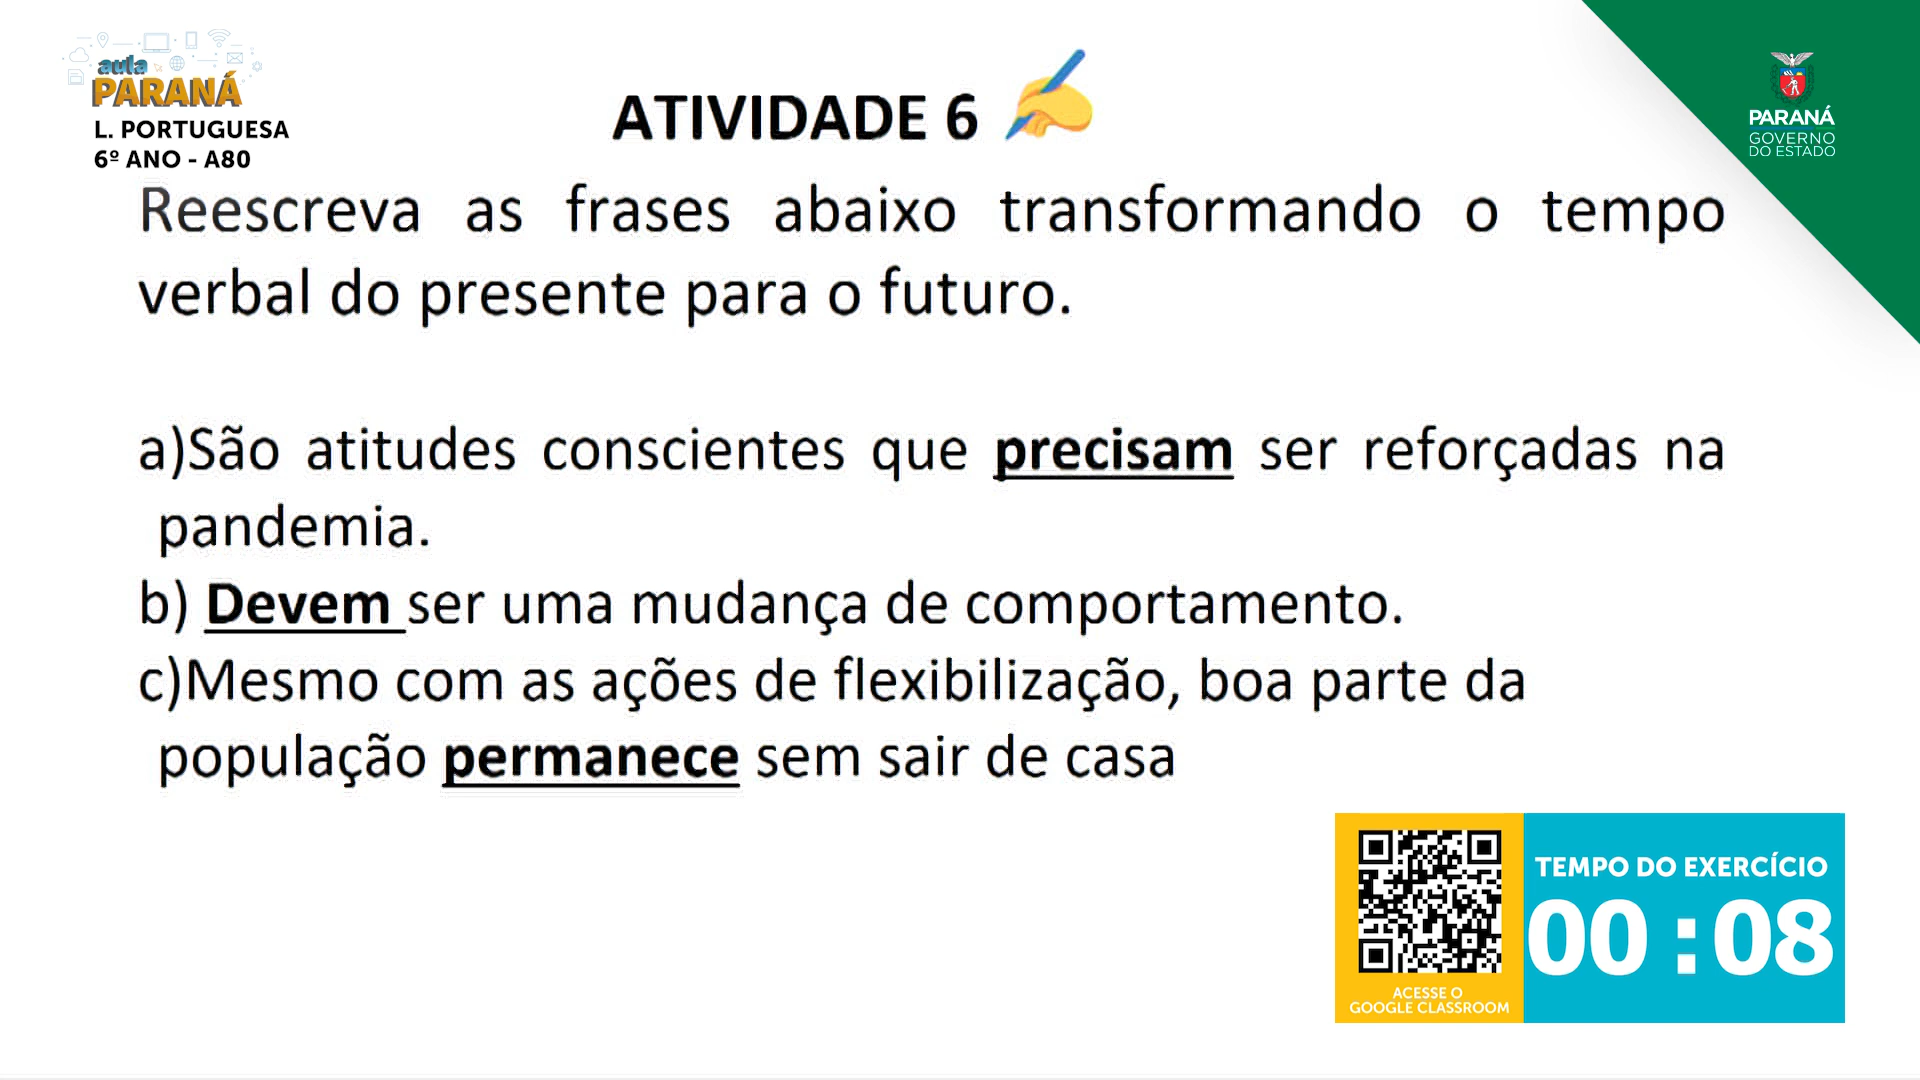 aula
PARANÁ
L. PORTUGUESA
6º ANO - A80
ATIVIDADE 6
PARANÁ
GOVERNO
DO ESTADO
Reescreva as frases abaixo transformando o tempo
verbal do presente para o futuro.
a)São atitudes conscientes que precisam ser reforçadas na
pandemia.
b) Devem ser uma mudança de comportamento.
c)Mesmo com as ações de flexibilização, boa parte da
população permanece sem sair de casa
ACESSE O
GOOGLE CLASSROOM
TEMPO DO EXERCÍCIO
00 : 08